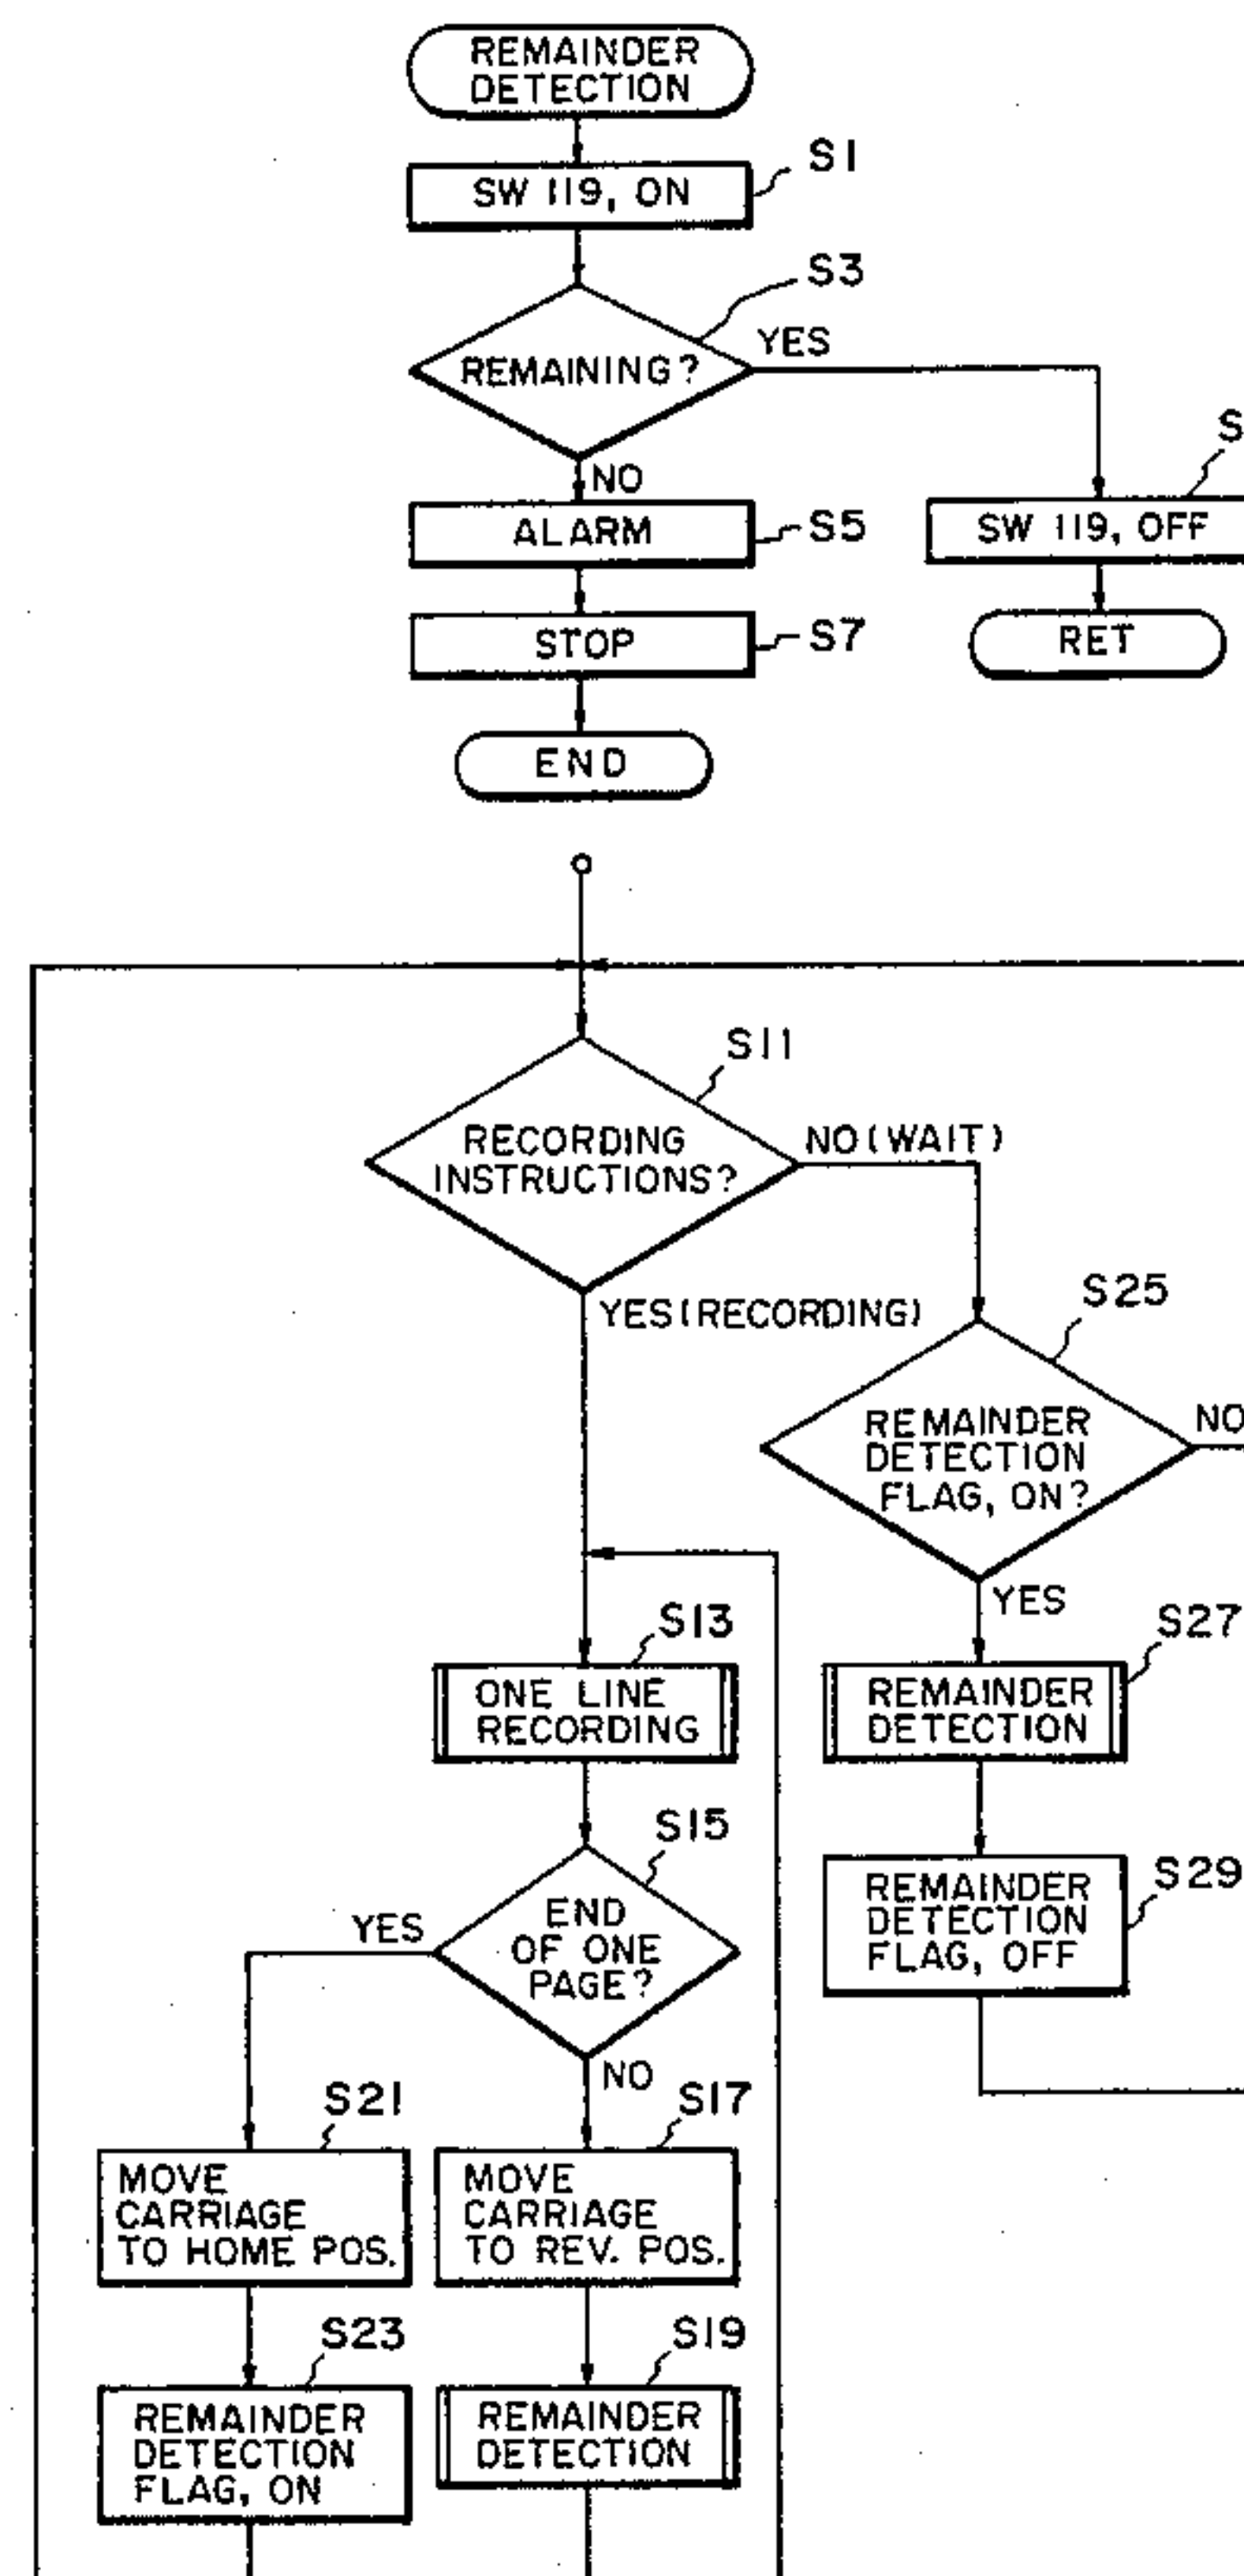 REMAINDER
DETECTION
S1
SW 119, ON
S3
REMAINING?
YES
NO
S
ALARM
S5
SW 119, OFF
STOP
S7
RET
END
S11
RECORDING
INSTRUCTIONS?
NO(WAIT)
YES(RECORDING)
S25
REMAINDER
DETECTION
FLAG, ON?
NO
YES
S13
ONE LINE
RECORDING
S27
REMAINDER
DETECTION
S15
END
OF ONE
PAGE?
YES
NO
S29
REMAINDER
DETECTION
FLAG, OFF
S21
MOVE
CARRIAGE
TO HOME POS.
S17
MOVE
CARRIAGE
TO REV. POS.
S23
REMAINDER
DETECTION
FLAG, ON
S19
REMAINDER
DETECTION